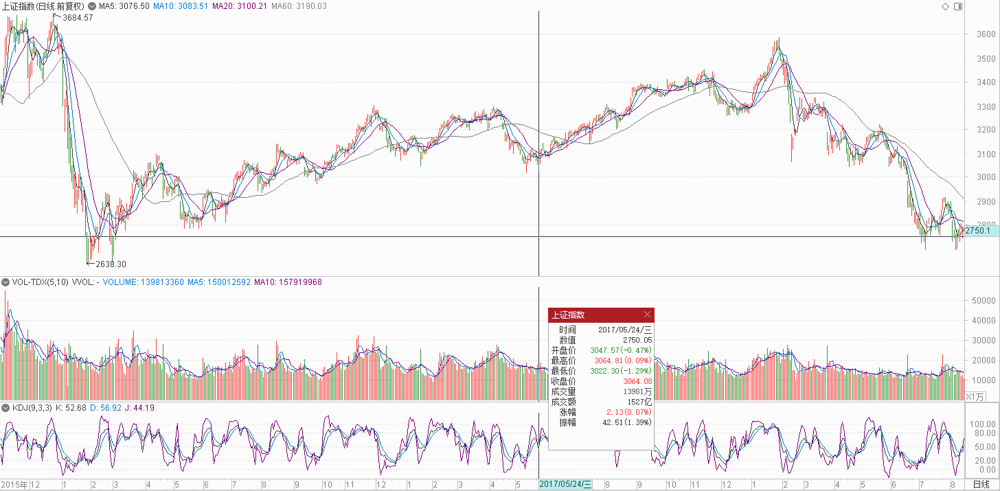 上证指数(日线.前复权) MA5: 3076.50 MA10: 3083.51 MA20: 3100.21 MA60: 3190.03
3684.57
2638.30
3600
3500
3400
3300
3200
3100
3000
2900
2800
2750.1
VOL-TDX(5,10) VVOL: - VOLUME: 139813360 MA5: 150012592 MA10: 157919968
50000
40000
30000
20000
10000
X1万
上证指数
时间 2017/05/24/三
数值 2750.05
开盘价 3047.57(-0.47%)
最高价 3064.81(0.09%)
最低价 3022.30(-1.29%)
收盘价 3064.08
成交量 13981万
成交额 1527亿
涨幅 2.13(0.07%)
振幅 42.51(1.39%)
KDJ(9,3,3) K: 52.68 D: 56.92 J: 44.19
100.00
80.00
50.00
20.00
0.00
2015年 12 1 2 3 4 5 6 7 8 9 10 11 12 1 2 3 4 5 2017/05/24/三 8 9 10 11 12 1 2 3 4 5 6 7 8 日线